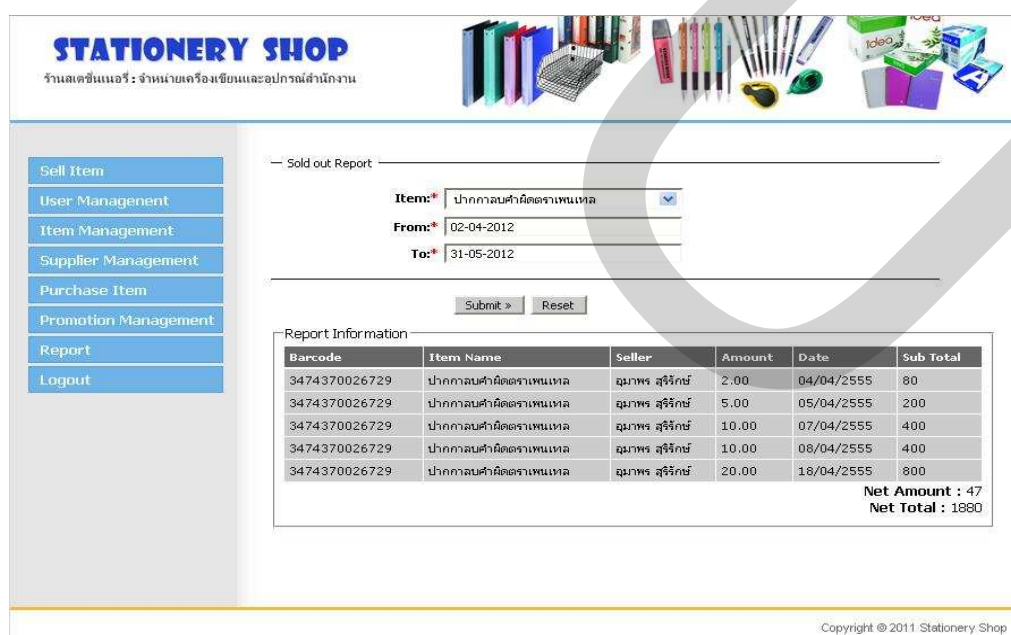 STATIONERY SHOP
ร้านสเตชั่นเนอรี่ : จำหน่ายเครื่องเขียนและอุปกรณ์สำนักงาน
Idea
Idea
Sell Item
User Managenent
Item Management
Supplier Management
Purchase Item
Promotion Management
Report
Logout
Sold out Report
Item:* ปากกาลบคำผิดตราเพนเทล
From:* 02-04-2012
To:* 31-05-2012
Submit » Reset
Report Information
Barcode Item Name Seller Amount Date Sub Total
3474370026729 ปากกาลบคำผิดตราเพนเทล อุมาพร สุริรักษ์ 2.00 04/04/2555 80
3474370026729 ปากกาลบคำผิดตราเพนเทล อุมาพร สุริรักษ์ 5.00 05/04/2555 200
3474370026729 ปากกาลบคำผิดตราเพนเทล อุมาพร สุริรักษ์ 10.00 07/04/2555 400
3474370026729 ปากกาลบคำผิดตราเพนเทล อุมาพร สุริรักษ์ 10.00 08/04/2555 400
3474370026729 ปากกาลบคำผิดตราเพนเทล อุมาพร สุริรักษ์ 20.00 18/04/2555 800
Net Amount : 47
Net Total : 1880
Copyright © 2011 Stationery Shop